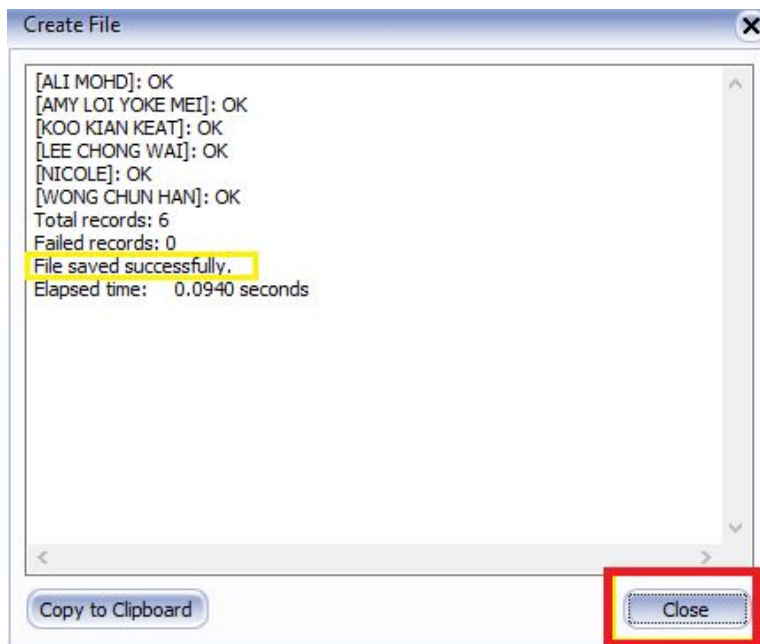 Create File
[ALI MOHD]: OK
[AMY LOI YOKE MEI]: OK
[KOO KIAN KEAT]: OK
[LEE CHONG WAI]: OK
[NICOLE]: OK
[WONG CHUN HAN]: OK
Total records: 6
Failed records: 0
File saved successfully.
Elapsed time: 0.0940 seconds
Copy to Clipboard
Close